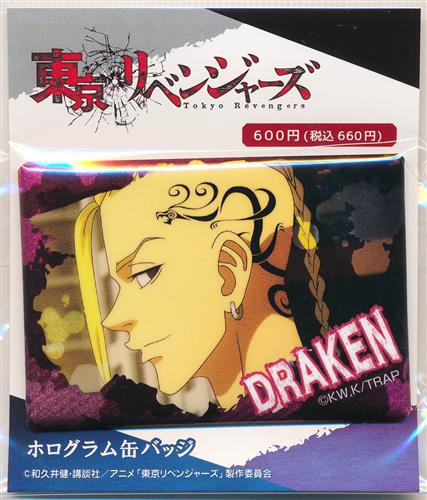 東京リベンジャーズ
Tokyo Revengers
600円(税込660円)
DRAKEN
©KW,K/TRAP
ホログラム缶バッジ
©和久井健・講談社／アニメ「東京リベンジャーズ」製作委員会